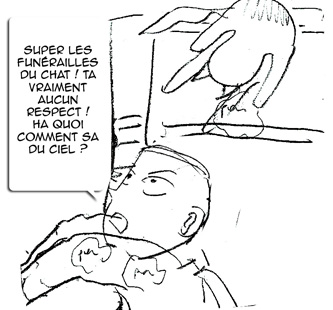 SUPER LES
FUNÉRAILLES
DU CHAT ! TA
VRAIMENT
AUCUN
RESPECT !
HA QUOI
COMMENT SA
DU CIEL ?